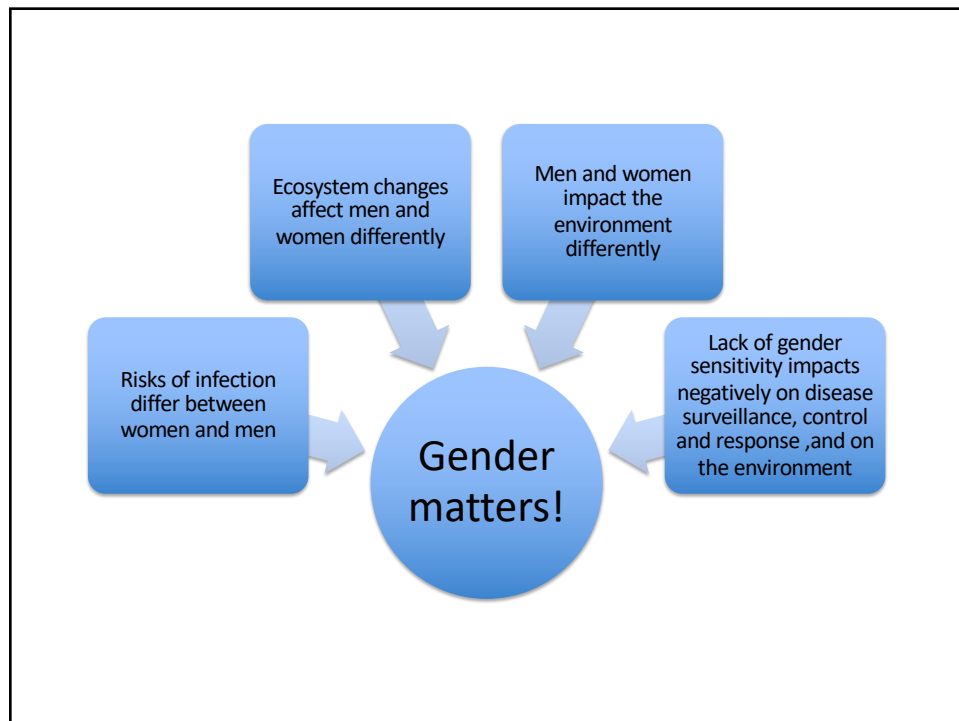 Risks of infection
differ between
women and men
Ecosystem changes
affect men and
women differently
Men and women
impact the
environment
differently
Lack of gender
sensitivity impacts
negatively on disease
surveillance, control
and response ,and on
the environment
Gender
matters!